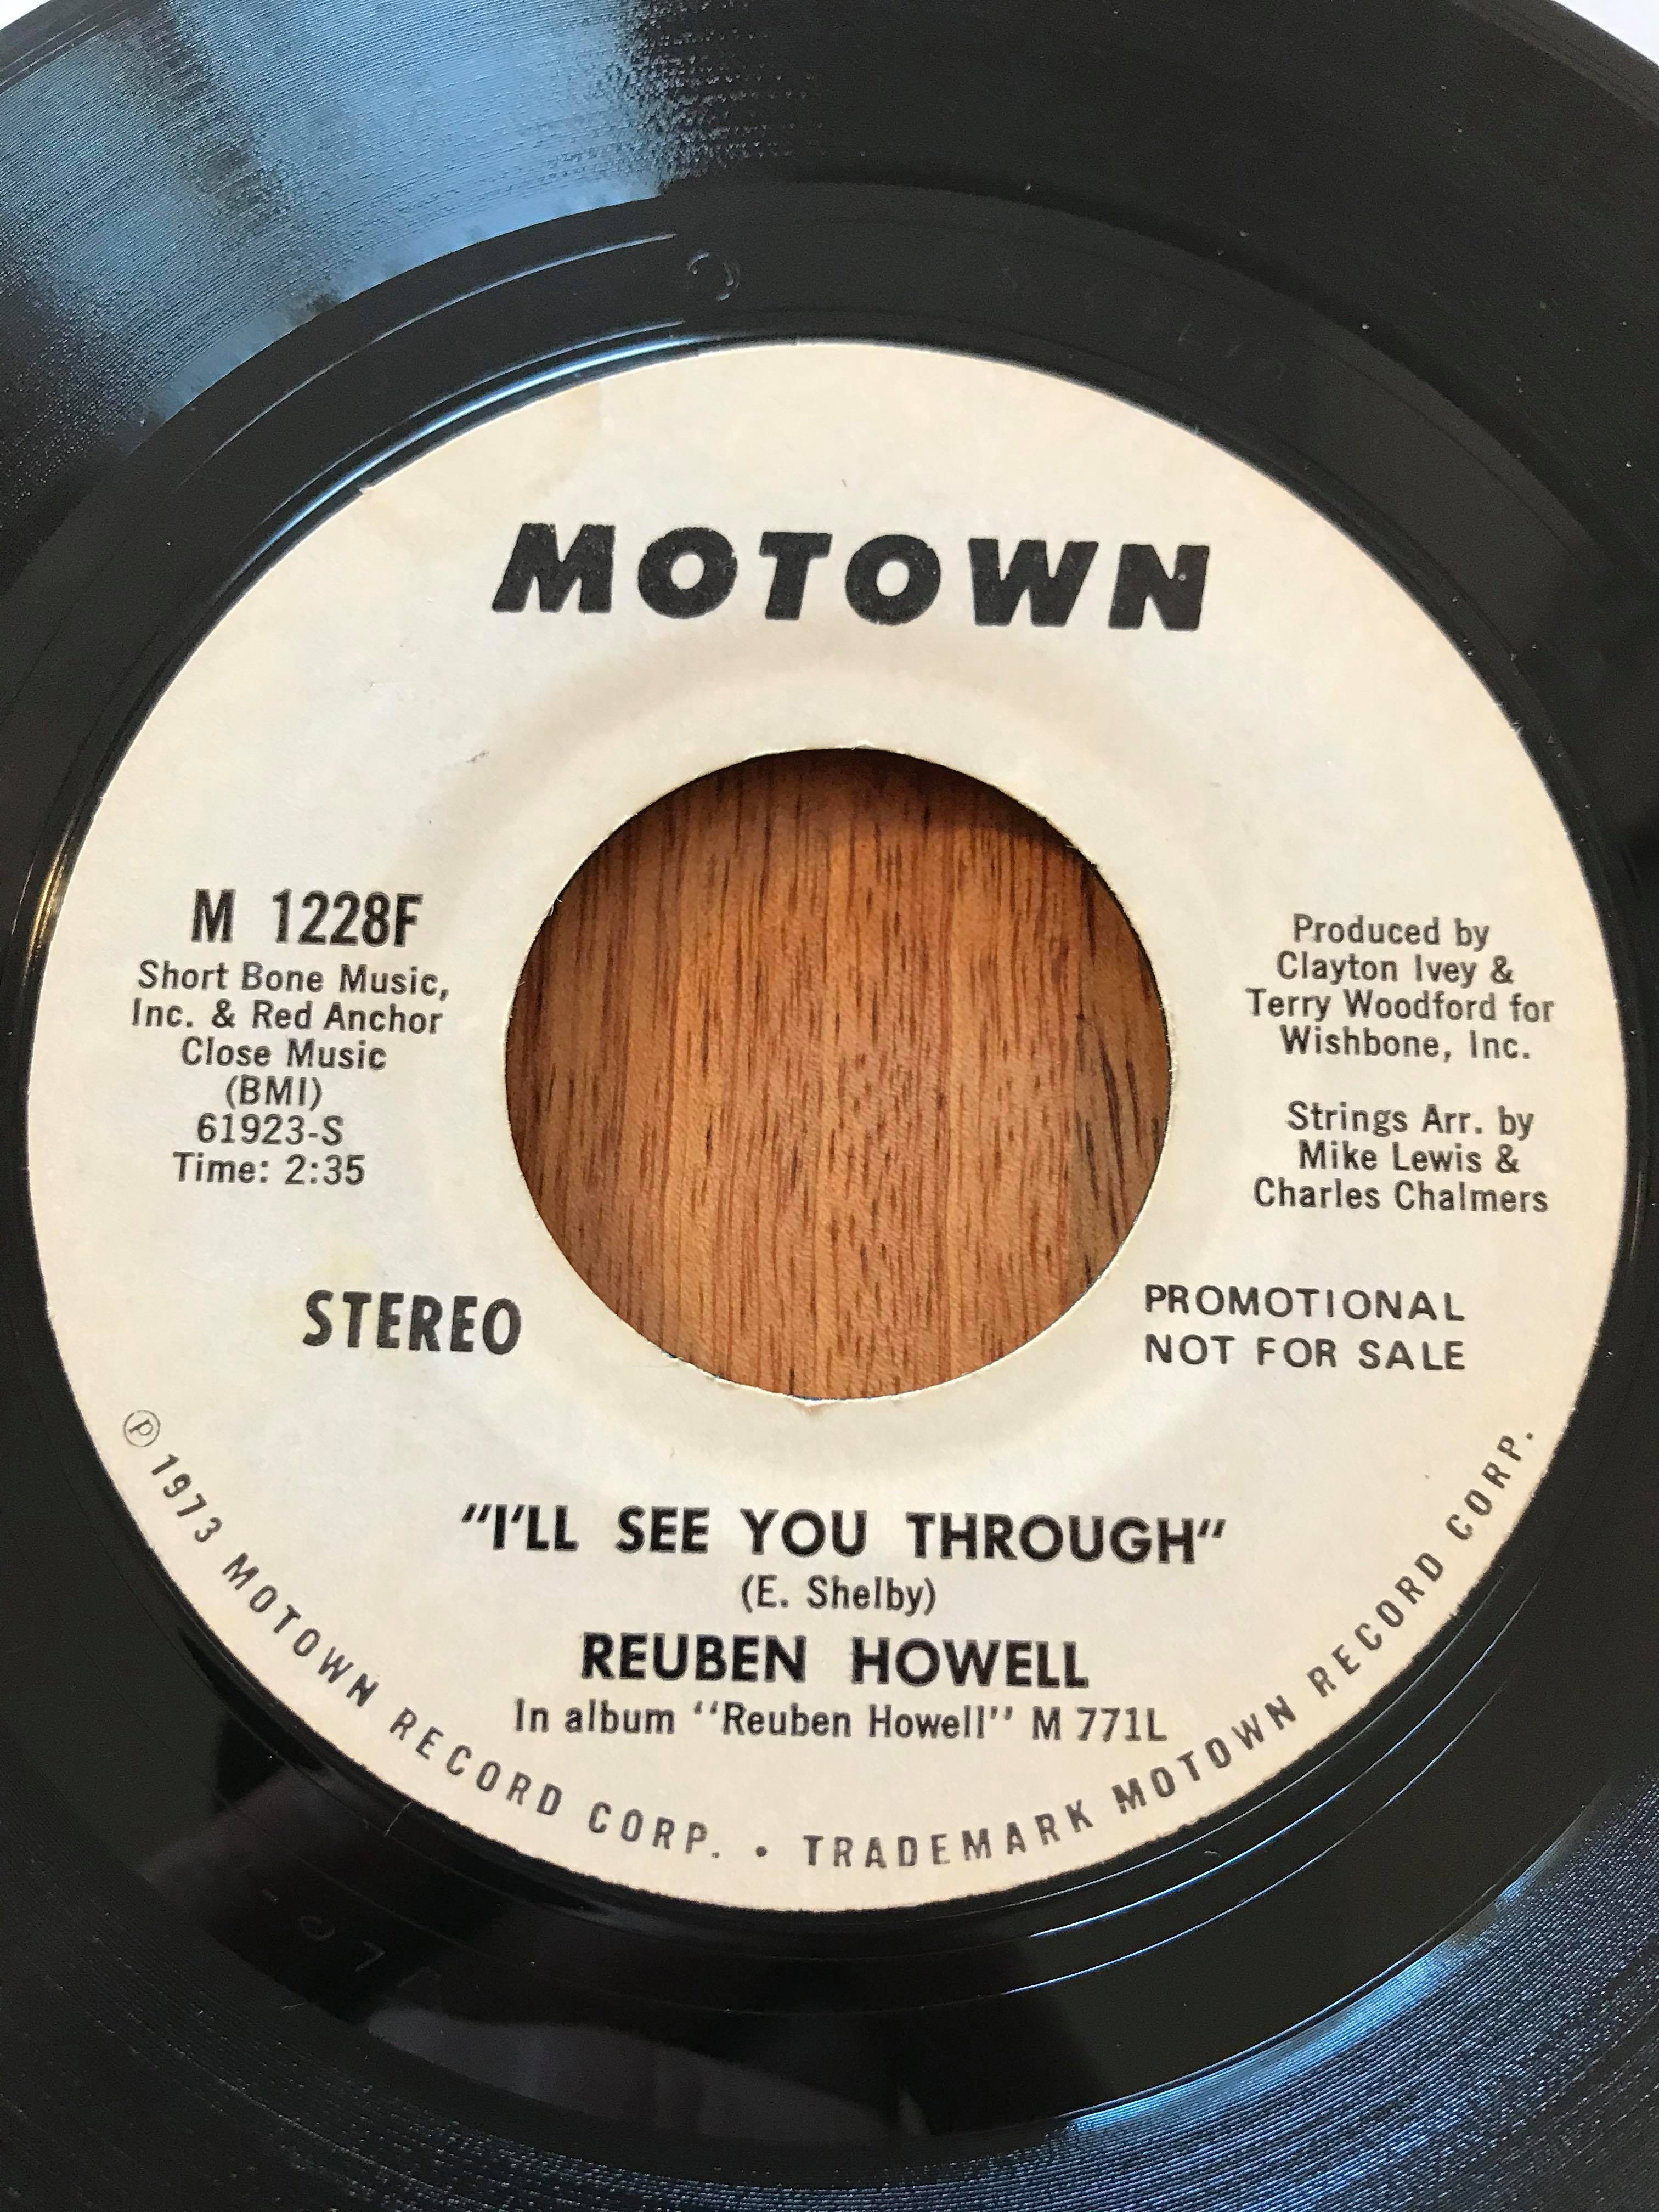 MOTOWN
M 1228F
Short Bone Music,
Inc. & Red Anchor
Close Music
(BMI)
61923-S
Time: 2:35
STEREO
Produced by
Clayton Ivey &
Terry Woodford for
Wishbone, Inc.
Strings Arr. by
Mike Lewis &
Charles Chalmers
PROMOTIONAL
NOT FOR SALE
"I'LL SEE YOU THROUGH"
(E. Shelby)
REUBEN HOWELL
In album "Reuben Howell" M 771L
℗ 1973 MOTOWN RECORD CORP. • TRADEMARK MOTOWN RECORD CORP.